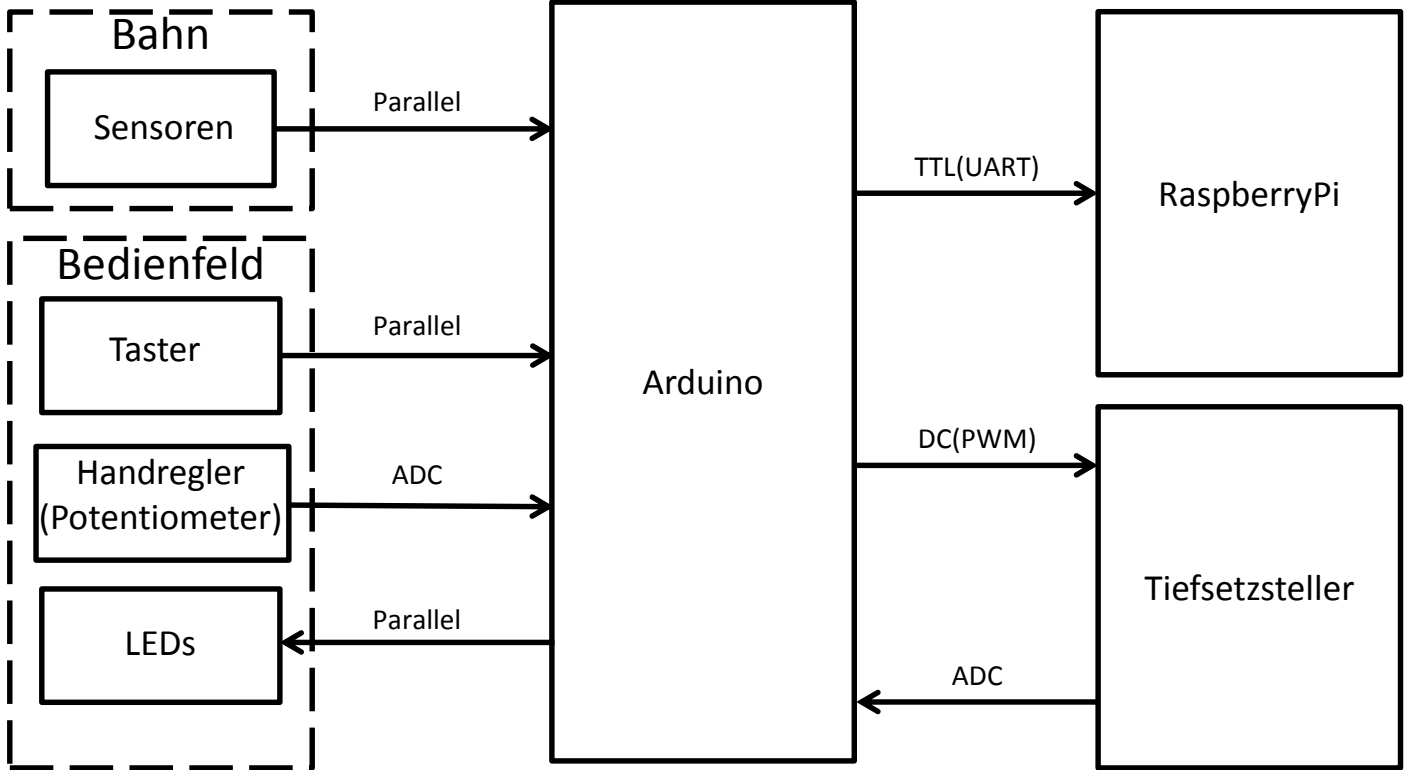 Bahn
Sensoren
Parallel
Bedienfeld
Taster
Parallel
Handregler
(Potentiometer)
ADC
LEDs
Parallel
Arduino
TTL(UART)
RaspberryPi
DC(PWM)
Tiefsetzsteller
ADC